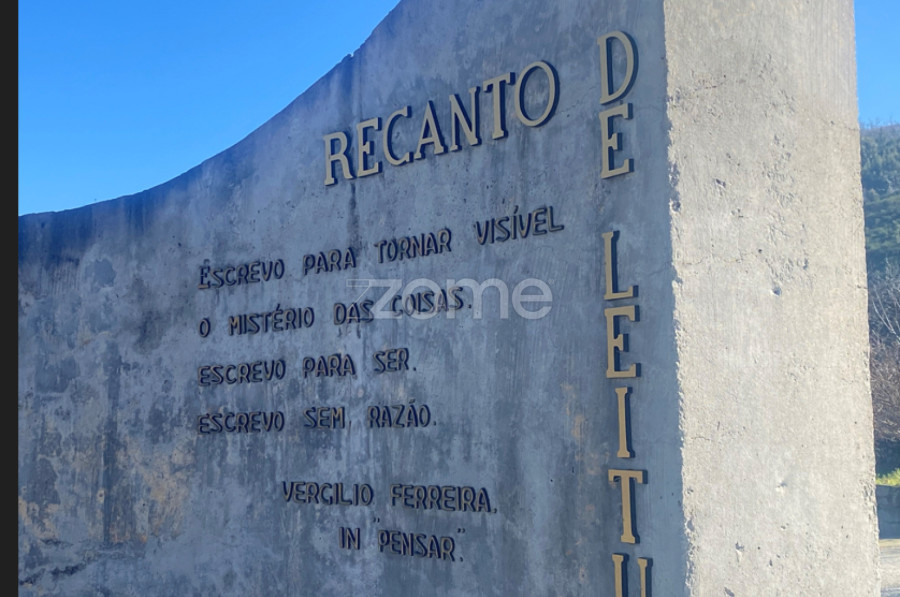 RECANTO
DE LEITU
ESCREVO PARA TORNAR VISÍVEL
O MISTÉRIO DAS COISAS.
ESCREVO PARA SER.
ESCREVO SEM RAZÃO.
VERGILIO FERREIRA,
IN "PENSAR".
zome